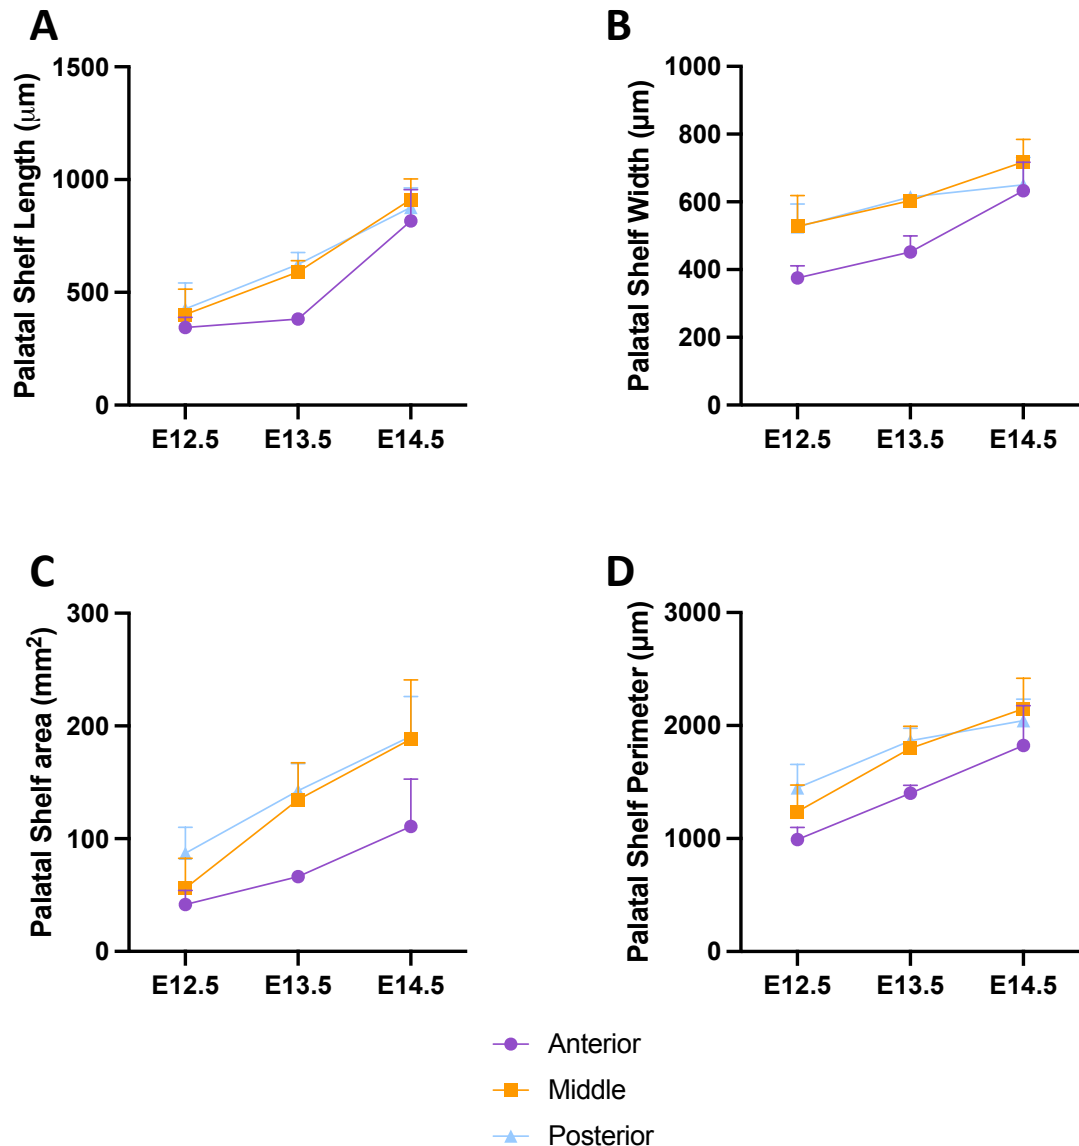 A
Palatal Shelf Length (μm)
1500
1000
500
0
E12.5 E13.5 E14.5
B
Palatal Shelf Width (μm)
1000
800
600
400
200
0
E12.5 E13.5 E14.5
C
Palatal Shelf area (mm²)
300
200
100
0
E12.5 E13.5 E14.5
D
Palatal Shelf Perimeter (μm)
3000
2000
1000
0
E12.5 E13.5 E14.5
Anterior
Middle
Posterior